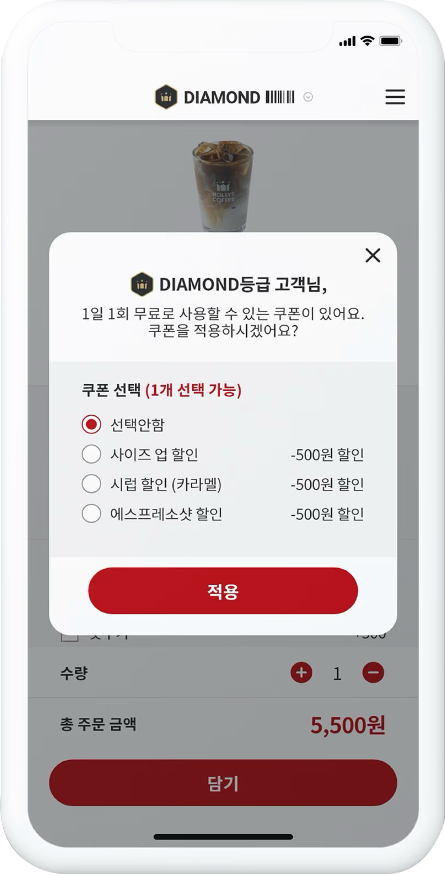 DIAMOND
HOLLYS
COFFEE
DIAMOND등급 고객님,
1일 1회 무료로 사용할 수 있는 쿠폰이 있어요.
쿠폰을 적용하시겠어요?
쿠폰 선택 (1개 선택 가능)
선택안함
사이즈 업 할인 -500원 할인
시럽 할인 (카라멜) -500원 할인
에스프레소샷 할인 -500원 할인
적용
수량 1
총 주문 금액 5,500원
담기